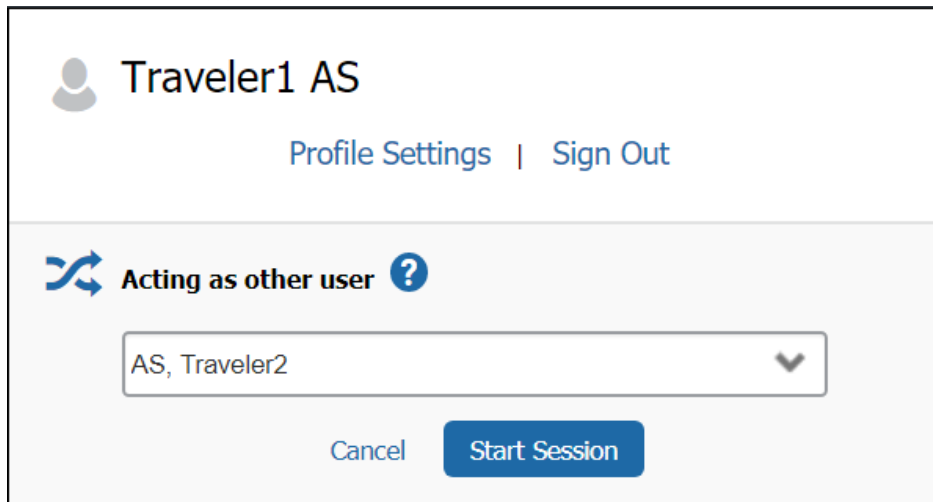 Traveler1 AS
Profile Settings | Sign Out
Acting as other user ?
AS, Traveler2
Cancel Start Session